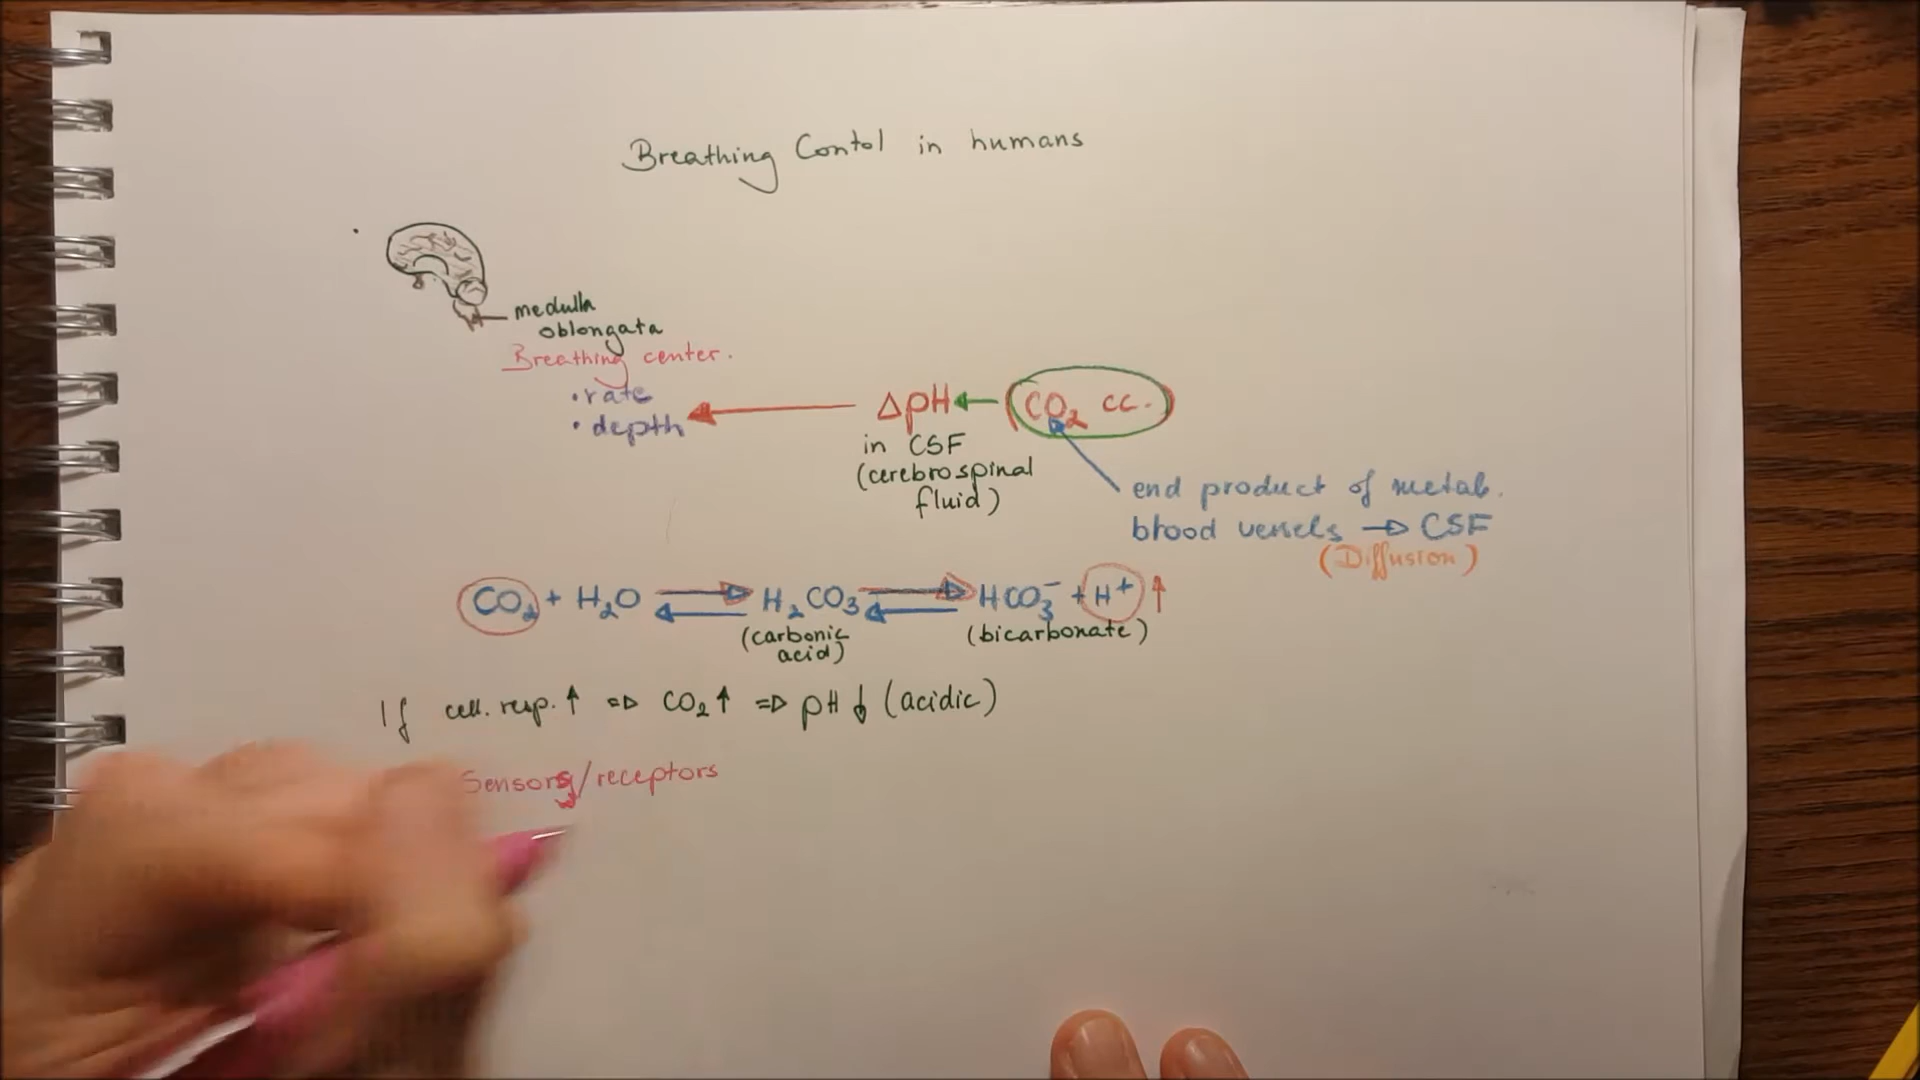 Breathing Contol in humans
medulla
oblongata
Breathing center.
• rate
• depth
ΔpH ← CO₂ cc.
in CSF
(cerebrospinal
fluid)
end product of metab.
blood vessels → CSF
(Diffusion)
CO₂ + H₂O ⇄ H₂CO₃ ⇄ HCO₃⁻ + H⁺ ↑
(carbonic
acid)
(bicarbonate)
If cell. resp. ↑ ⇒ CO₂ ↑ ⇒ pH ↓ (acidic)
Sensors/receptors